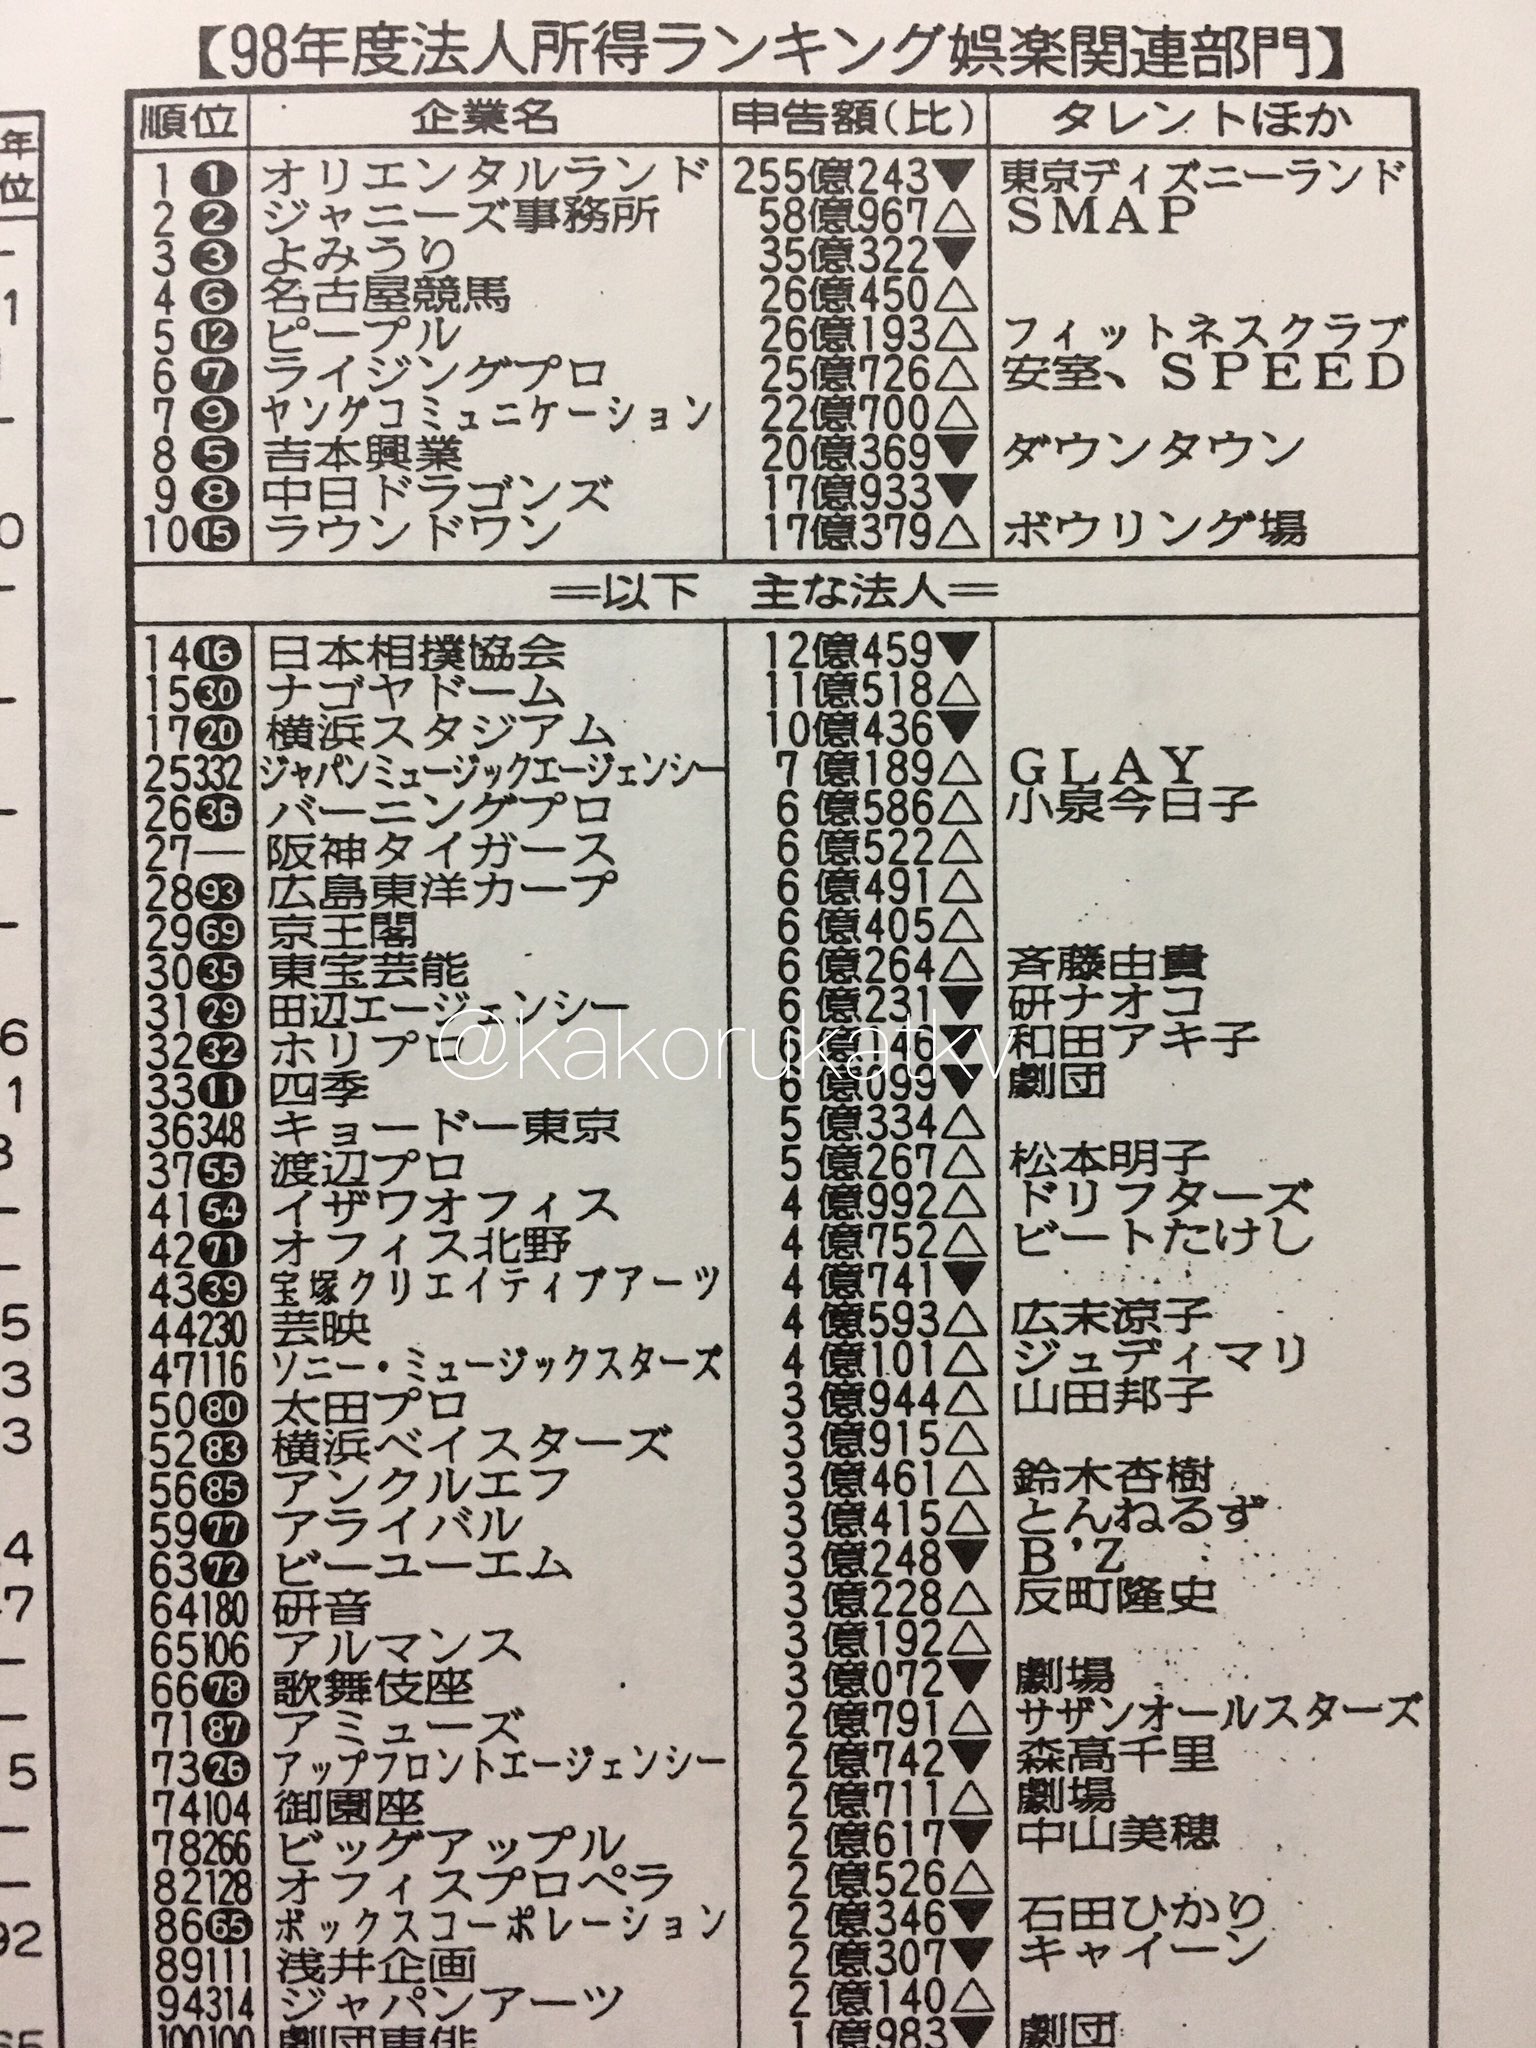 【98年度法人所得ランキング娯楽関連部門】
順位 企業名 申告額(比) タレントほか
1 ❶ オリエンタルランド 255億243▼ 東京ディズニーランド
2 ❷ ジャニーズ事務所 58億967△ SMAP
3 ❸ よみうり 35億322▼
4 ❻ 名古屋競馬 26億450△
5 ⓬ ピープル 26億193△ フィットネスクラブ
6 ❼ ライジングプロ 25億726△ 安室、SPEED
7 ❾ ヤングコミュニケーション 22億700△
8 ❺ 吉本興業 20億369▼ ダウンタウン
9 ❽ 中日ドラゴンズ 17億933▼
10 ⓯ ラウンドワン 17億379△ ボウリング場
=以下 主な法人=
14 ⓰ 日本相撲協会 12億459▼
15 30 ナゴヤドーム 11億518△
17 ⓴ 横浜スタジアム 10億436▼
25 332 ジャパンミュージックエージェンシー 7億189△ GLAY
26 36 バーニングプロ 6億586△ 小泉今日子
27 — 阪神タイガース 6億522△
28 93 広島東洋カープ 6億491△
29 69 京王閣 6億405△
30 35 東宝芸能 6億264△ 斉藤由貴
31 29 田辺エージェンシー 6億231▼ 研ナオコ
32 32 ホリプロ 6億146▼ 和田アキ子
33 ⓫ 四季 6億099▼ 劇団
36 348 キョードー東京 5億334△
37 55 渡辺プロ 5億267△ 松本明子
41 54 イザワオフィス 4億992△ ドリフターズ
42 71 オフィス北野 4億752△ ビートたけし
43 39 宝塚クリエイティブアーツ 4億741▼
44 230 芸映 4億593△ 広末涼子
47 116 ソニー・ミュージックスターズ 4億101△ ジュディマリ
50 80 太田プロ 3億944△ 山田邦子
52 83 横浜ベイスターズ 3億915△
56 85 アンクルエフ 3億461△ 鈴木杏樹
59 77 アライバル 3億415△ とんねるず
63 72 ビーユーエム 3億248▼ B'Z
64 180 研音 3億228△ 反町隆史
65 106 アルマンス 3億192△
66 78 歌舞伎座 3億072▼ 劇場
71 87 アミューズ 2億791△ サザンオールスターズ
73 26 アップフロントエージェンシー 2億742▼ 森高千里
74 104 御園座 2億711△ 劇場
78 266 ビッグアップル 2億617▼ 中山美穂
82 128 オフィスプロペラ 2億526△
86 65 ボックスコーポレーション 2億346▼ 石田ひかり
89 111 浅井企画 2億307▼ キャイーン
94 314 ジャパンアーツ 2億140△
100 100 劇団東俳 1億983▼ 劇団
@kakorukatkv
年
位
1
0
6
1
3
5
3
3
4
7
5
92
65